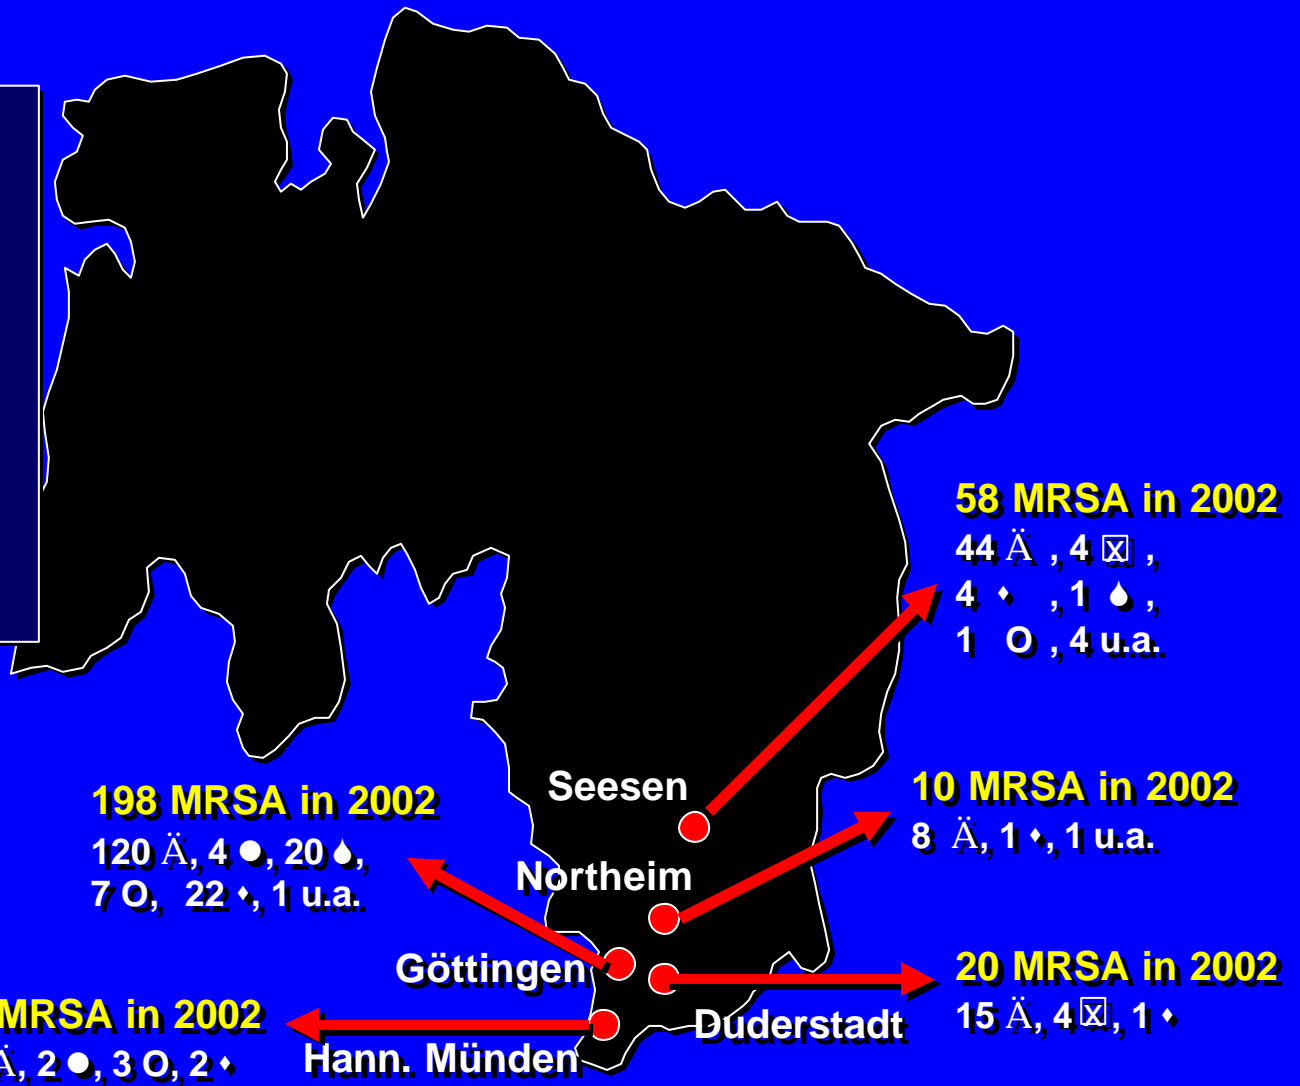 58 MRSA in 2002
44 Ä , 4 ☒ ,
4 ♦ , 1 💧 ,
1 O , 4 u.a.
Seesen
198 MRSA in 2002
120 Ä, 4 ●, 20 💧,
7 O, 22 ♦, 1 u.a.
10 MRSA in 2002
8 Ä, 1 ♦, 1 u.a.
Northeim
Göttingen
20 MRSA in 2002
15 Ä, 4 ☒, 1 ♦
MRSA in 2002
Ä, 2 ●, 3 O, 2 ♦
Duderstadt
Hann. Münden